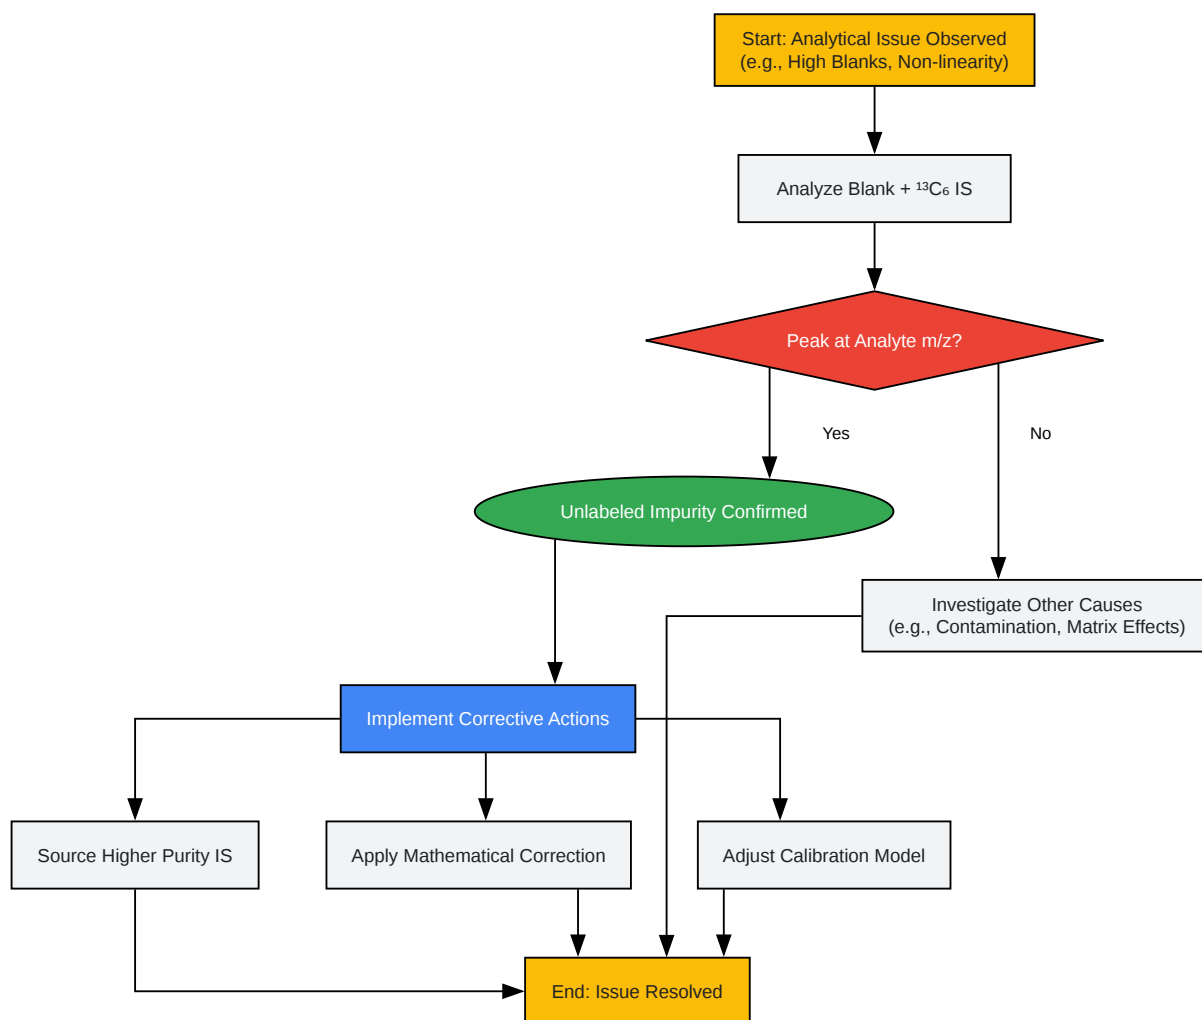 Start: Analytical Issue Observed
(e.g., High Blanks, Non-linearity)
Analyze Blank + ¹³C₆ IS
Peak at Analyte m/z?
Yes
No
Unlabeled Impurity Confirmed
Investigate Other Causes
(e.g., Contamination, Matrix Effects)
Implement Corrective Actions
Source Higher Purity IS
Apply Mathematical Correction
Adjust Calibration Model
End: Issue Resolved